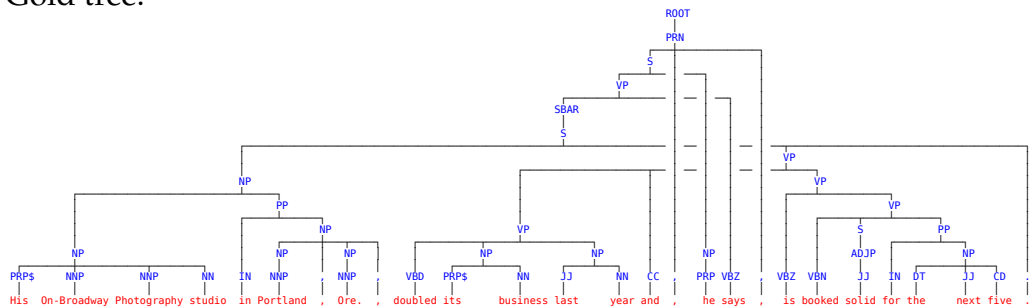 Gold tree:
ROOT
PRN
S
VP
SBAR
S
VP
NP VP
PP VP
NP VP S PP
NP NP NP NP NP NP ADJP NP
PRP$ NNP NNP NN IN NNP , NNP , VBD PRP$ NN JJ NN CC , PRP VBZ , VBZ VBN JJ IN DT JJ CD .
His On-Broadway Photography studio in Portland , Ore. , doubled its business last year and , he says , is booked solid for the next five .